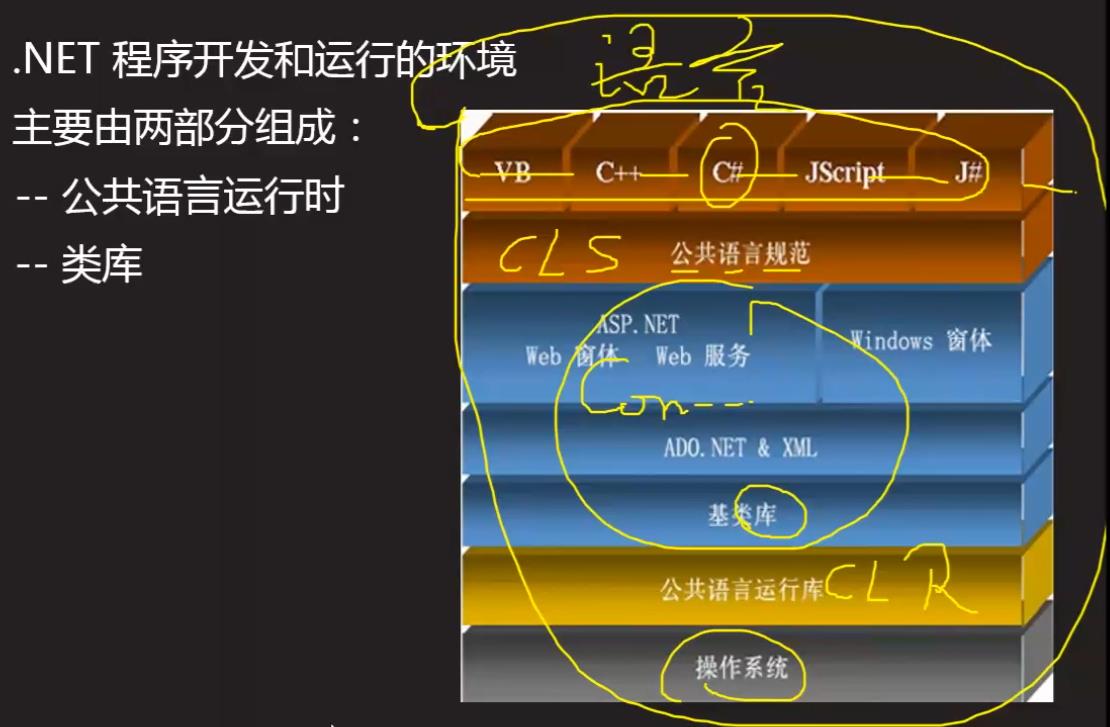 .NET 程序开发和运行的环境
主要由两部分组成：
-- 公共语言运行时
-- 类库
语言
VB C++ C# JScript J#
CLS 公共语言规范
ASP.NET
Web 窗体 Web 服务
Windows 窗体
Con---
ADO.NET & XML
基类库
公共语言运行库 CLR
操作系统